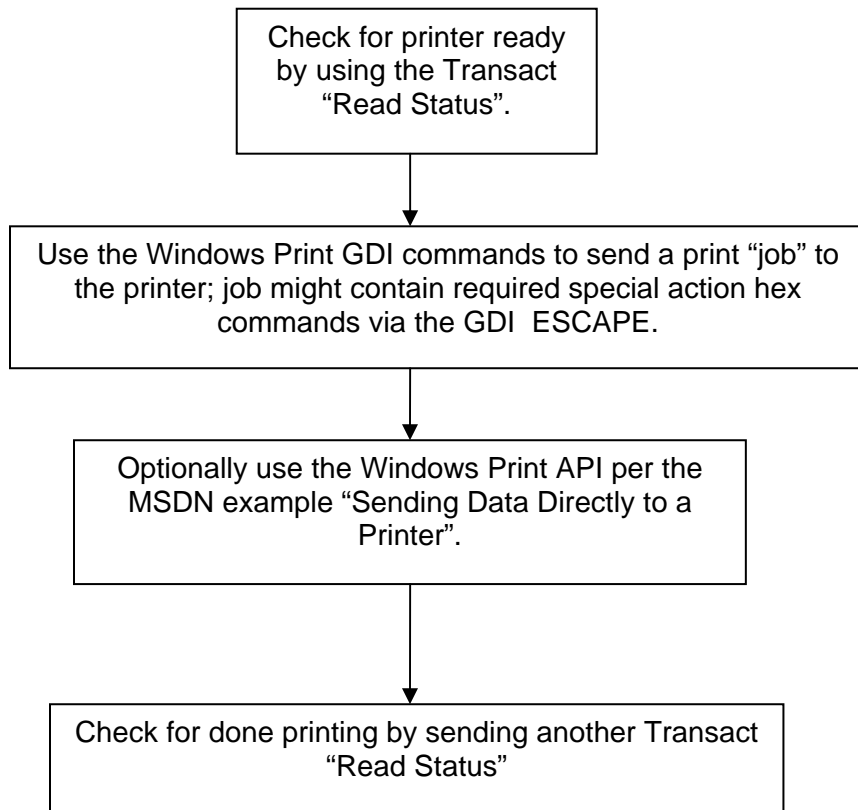 Check for printer ready
by using the Transact
“Read Status”.
Use the Windows Print GDI commands to send a print “job” to
the printer; job might contain required special action hex
commands via the GDI  ESCAPE.
Optionally use the Windows Print API per the
MSDN example “Sending Data Directly to a
Printer”.
Check for done printing by sending another Transact
“Read Status”